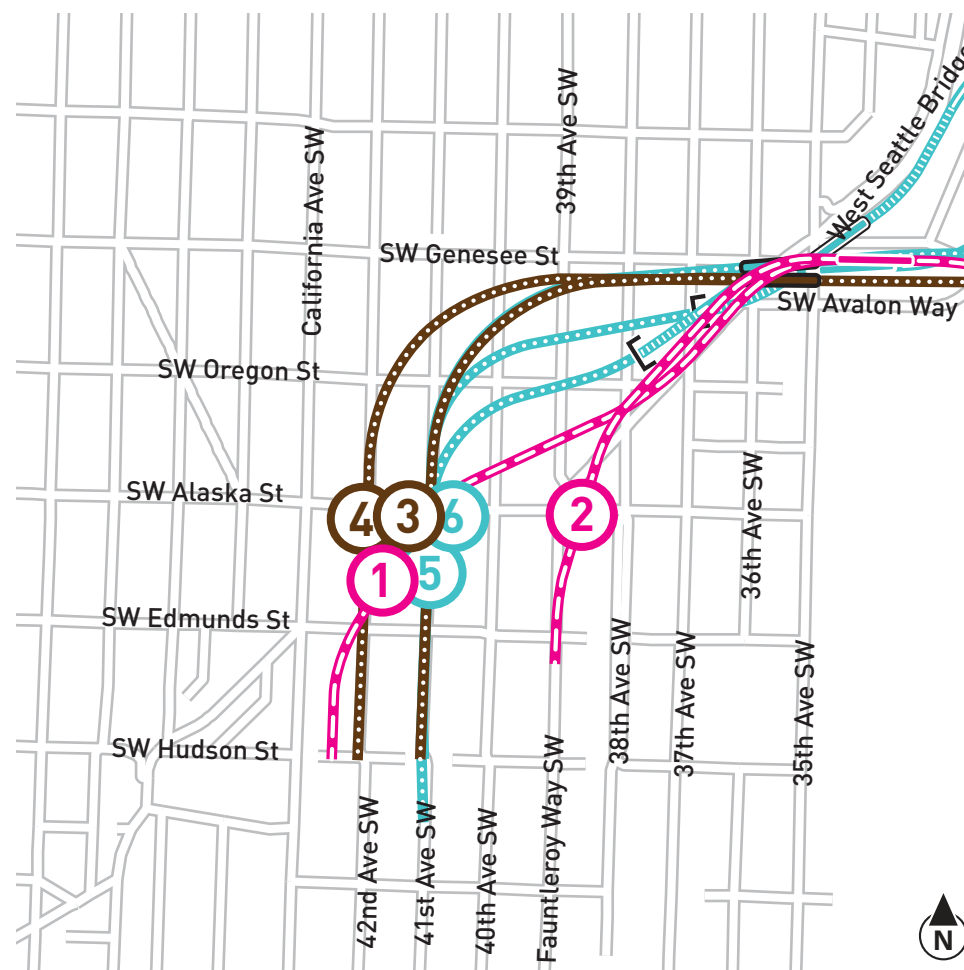 39th Ave SW
California Ave SW
West Seattle Bridge
SW Genesee St
SW Avalon Way
SW Oregon St
SW Alaska St
4
3
6
2
1
5
36th Ave SW
SW Edmunds St
38th Ave SW
37th Ave SW
35th Ave SW
SW Hudson St
42nd Ave SW
41st Ave SW
40th Ave SW
Fauntleroy Way SW
N